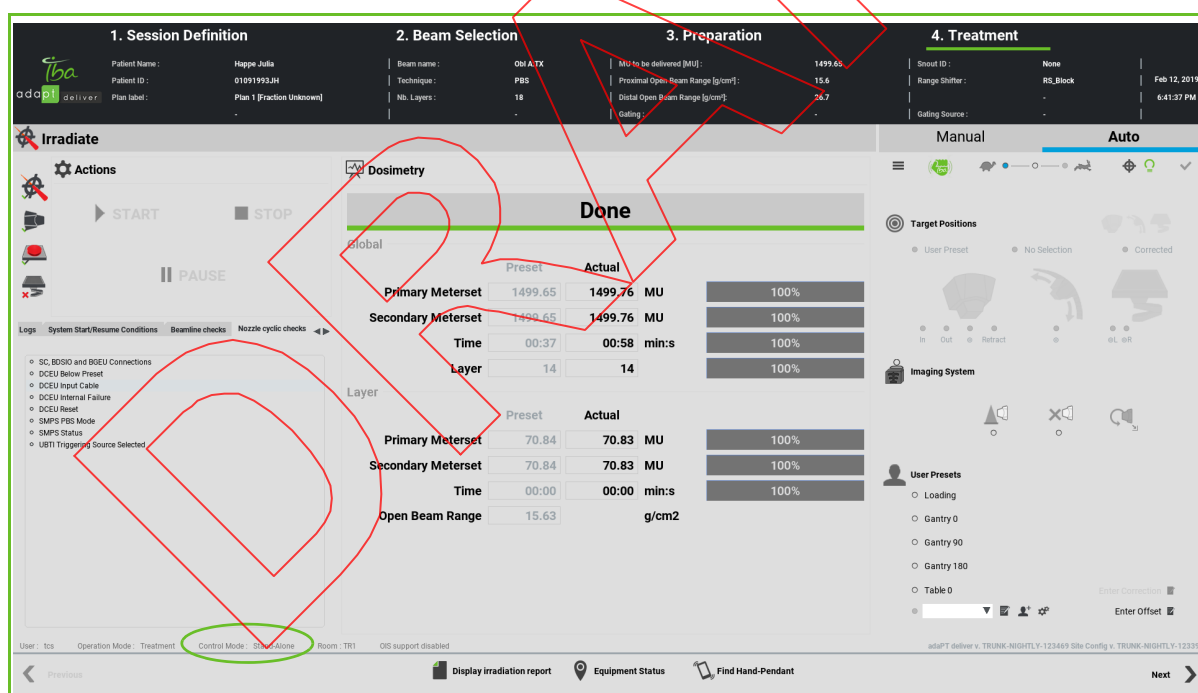 1. Session Definition 2. Beam Selection 3. Preparation 4. Treatment
iba
adapt deliver
Patient Name : Happe Julia
Patient ID : 01091993JH
Plan label : Plan 1 [Fraction Unknown]
-
Beam name : Obl A TX
Technique : PBS
Nb. Layers : 18
-
MU to be delivered [MU] : 1499.65
Proximal Open Beam Range [g/cm²] : 15.6
Distal Open Beam Range [g/cm²]: 26.7
Gating : -
Snout ID : None
Range Shifter : RS_Block
-
Gating Source : -
Feb 12, 2019
6:41:37 PM
Irradiate
Manual Auto
Actions
START STOP
PAUSE
Logs System Start/Resume Conditions Beamline checks Nozzle cyclic checks
SC, BDSIO and BGEU Connections
DCEU Below Preset
DCEU Input Cable
DCEU Internal Failure
DCEU Reset
SMPS PBS Mode
SMPS Status
UBTI Triggering Source Selected
Dosimetry
Done
Global
Preset Actual
Primary Meterset 1499.65 1499.76 MU 100%
Secondary Meterset 1499.65 1499.76 MU 100%
Time 00:37 00:58 min:s 100%
Layer 14 14 100%
Layer
Preset Actual
Primary Meterset 70.84 70.83 MU 100%
Secondary Meterset 70.84 70.83 MU 100%
Time 00:00 00:00 min:s 100%
Open Beam Range 15.63 g/cm2
Target Positions
User Preset No Selection Corrected
In Out Retract L R
Imaging System
User Presets
Loading
Gantry 0
Gantry 90
Gantry 180
Table 0
Enter Correction
Enter Offset
User : tcs Operation Mode : Treatment Control Mode : Stand-Alone Room : TR1 OIS support disabled
adaPT deliver v. TRUNK-NIGHTLY-123469 Site Config v. TRUNK-NIGHTLY-12339
Previous Display irradiation report Equipment Status Find Hand-Pendant Next